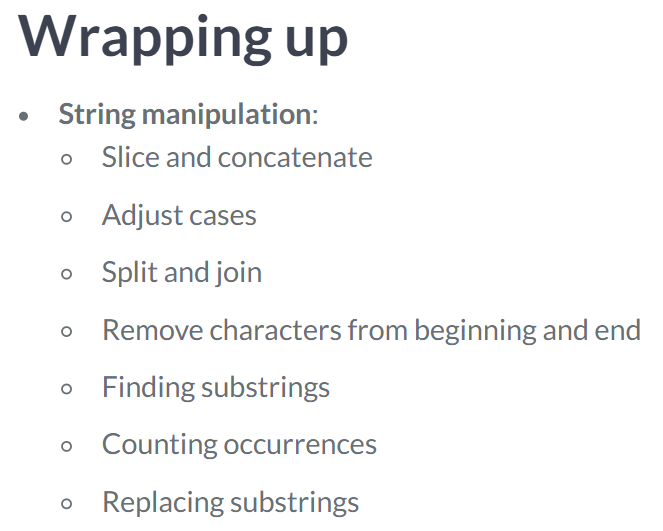 Wrapping up
• String manipulation:
○ Slice and concatenate
○ Adjust cases
○ Split and join
○ Remove characters from beginning and end
○ Finding substrings
○ Counting occurrences
○ Replacing substrings